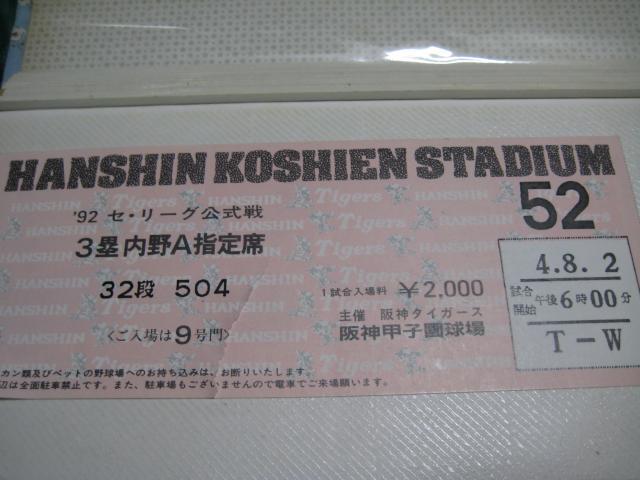 HANSHIN KOSHIEN STADIUM
'92 セ・リーグ公式戦
52
3塁内野A指定席
32段 504
1試合入場料 ¥2,000
〈ご入場は9号門〉
主催 阪神タイガース
阪神甲子園球場
4.8.2
試合開始 午後6時00分
T-W
カン類及びペットの野球場へのお持ち込みは、お断りいたします。
辺は全面駐車禁止です。また、駐車場もございませんので電車でご来場願います。